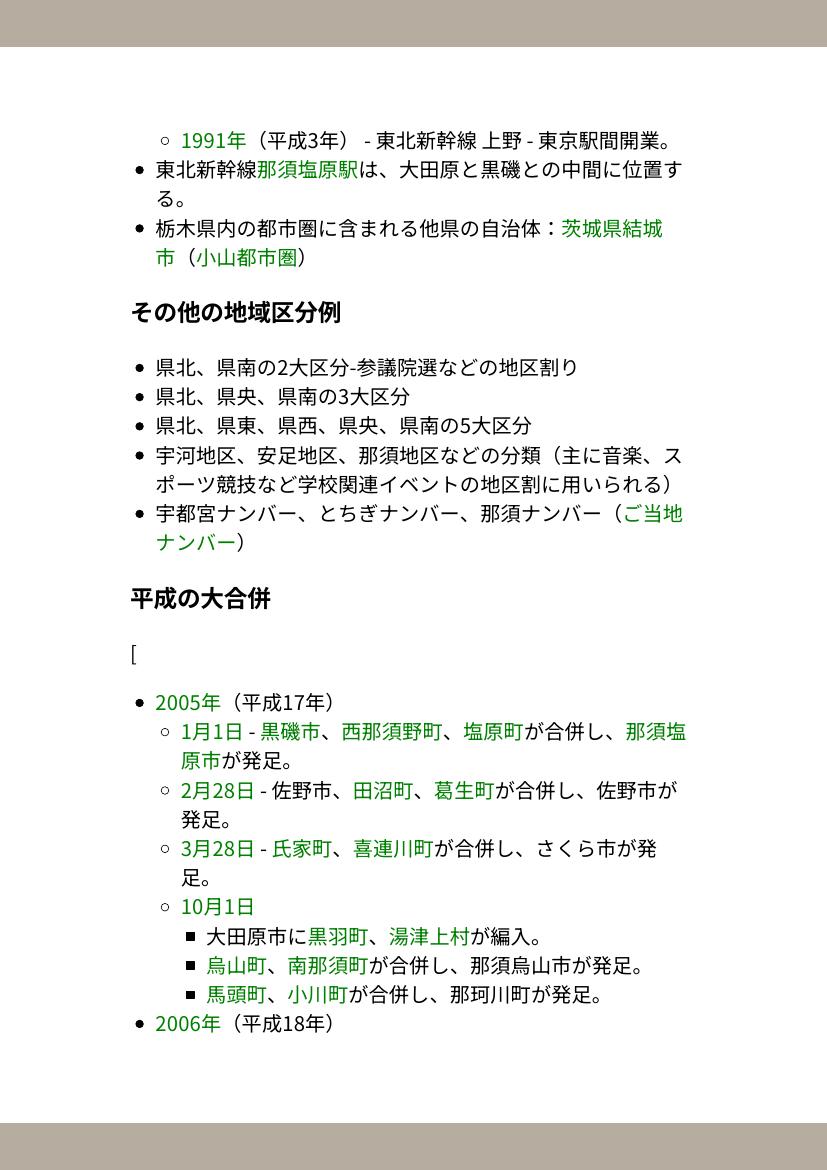 1991年（平成3年） - 東北新幹線 上野 - 東京駅間開業。
東北新幹線那須塩原駅は、大田原と黒磯との中間に位置す
る。
栃木県内の都市圏に含まれる他県の自治体：茨城県結城
市（小山都市圏）
その他の地域区分例
県北、県南の2大区分-参議院選などの地区割り
県北、県央、県南の3大区分
県北、県東、県西、県央、県南の5大区分
宇河地区、安足地区、那須地区などの分類（主に音楽、ス
ポーツ競技など学校関連イベントの地区割に用いられる）
宇都宮ナンバー、とちぎナンバー、那須ナンバー（ご当地
ナンバー）
平成の大合併
[
2005年（平成17年）
1月1日 - 黒磯市、西那須野町、塩原町が合併し、那須塩
原市が発足。
2月28日 - 佐野市、田沼町、葛生町が合併し、佐野市が
発足。
3月28日 - 氏家町、喜連川町が合併し、さくら市が発
足。
10月1日
大田原市に黒羽町、湯津上村が編入。
烏山町、南那須町が合併し、那須烏山市が発足。
馬頭町、小川町が合併し、那珂川町が発足。
2006年（平成18年）